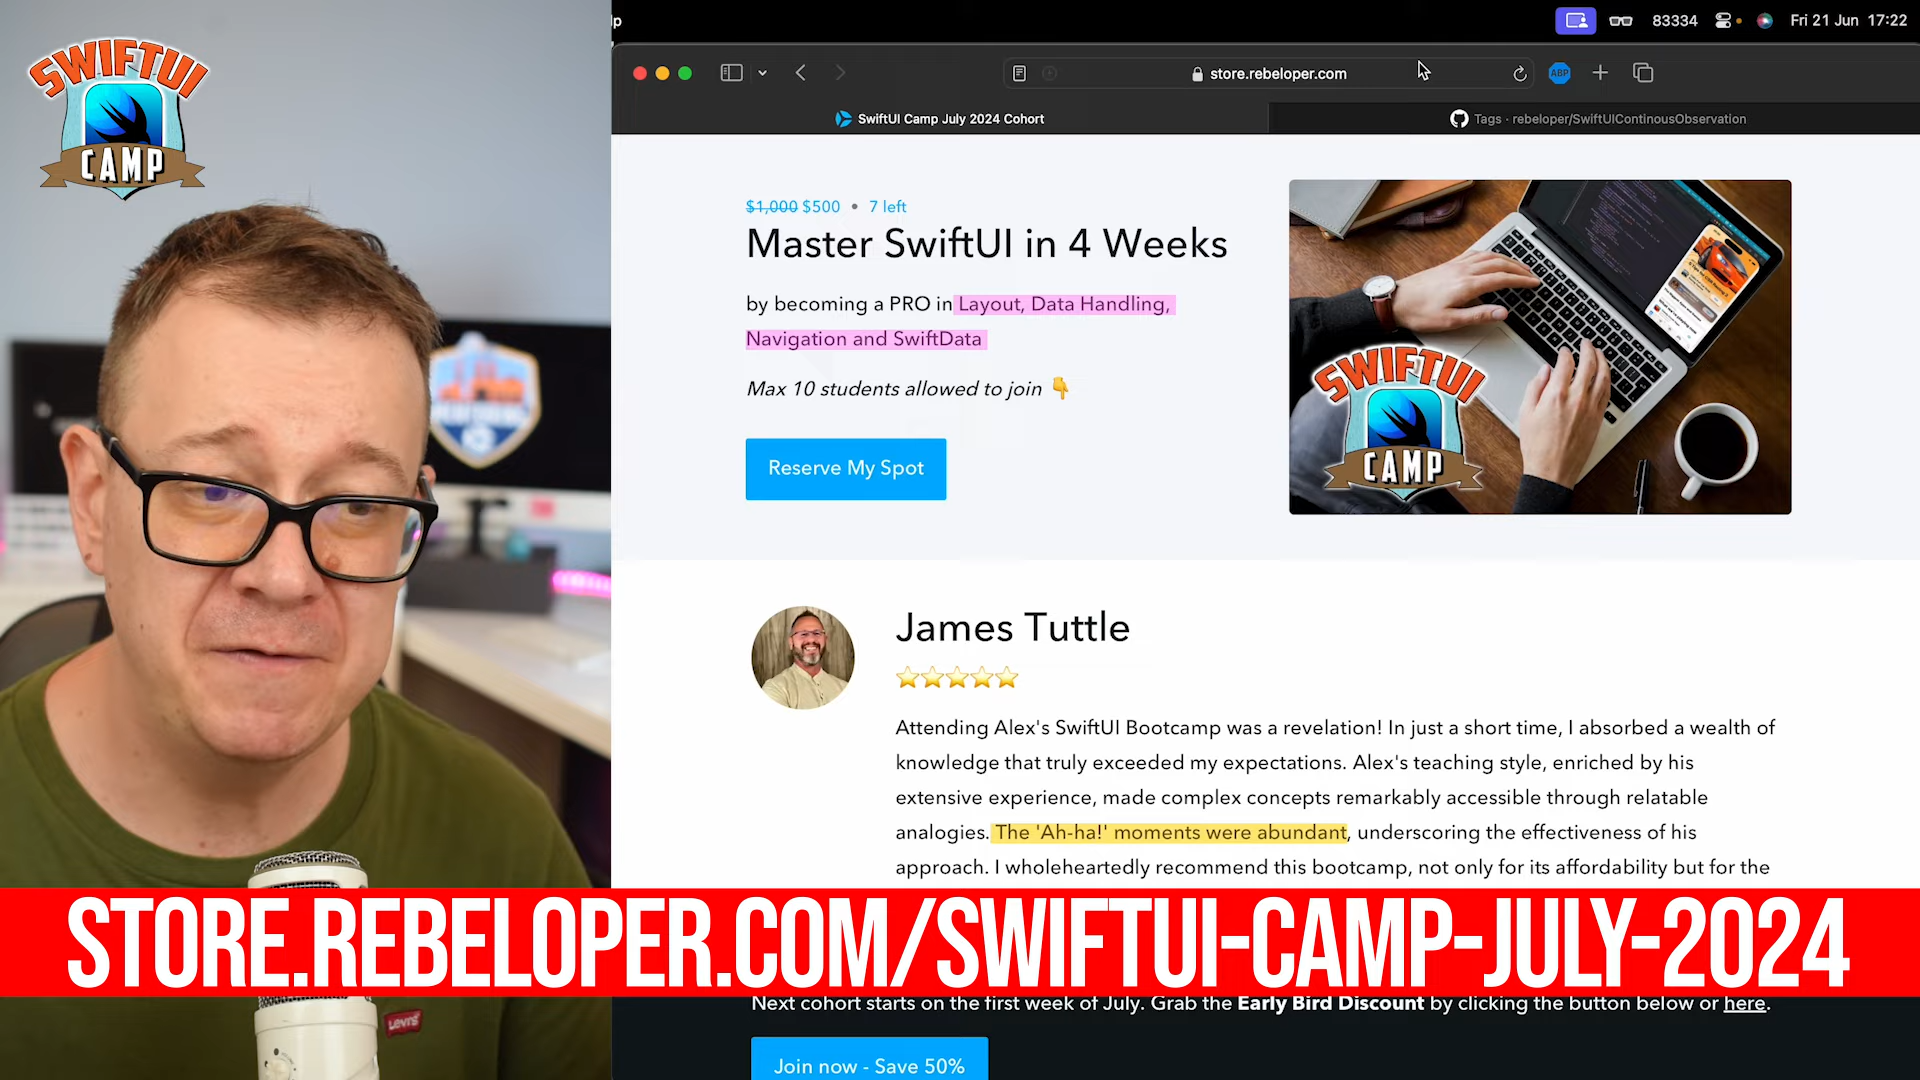 SWIFTUI
CAMP
Fri 21 Jun 17:22
83334
store.rebeloper.com
ABP
SwiftUI Camp July 2024 Cohort
Tags · rebeloper/SwiftUIContinousObservation
$1,000 $500 • 7 left
Master SwiftUI in 4 Weeks
by becoming a PRO in Layout, Data Handling,
Navigation and SwiftData
Max 10 students allowed to join 👇
Reserve My Spot
SWIFTUI
CAMP
James Tuttle
Attending Alex's SwiftUI Bootcamp was a revelation! In just a short time, I absorbed a wealth of
knowledge that truly exceeded my expectations. Alex's teaching style, enriched by his
extensive experience, made complex concepts remarkably accessible through relatable
analogies. The 'Ah-ha!' moments were abundant, underscoring the effectiveness of his
approach. I wholeheartedly recommend this bootcamp, not only for its affordability but for the
STORE.REBELOPER.COM/SWIFTUI-CAMP-JULY-2024
Next cohort starts on the first week of July. Grab the Early Bird Discount by clicking the button below or here.
Join now - Save 50%
Levi's